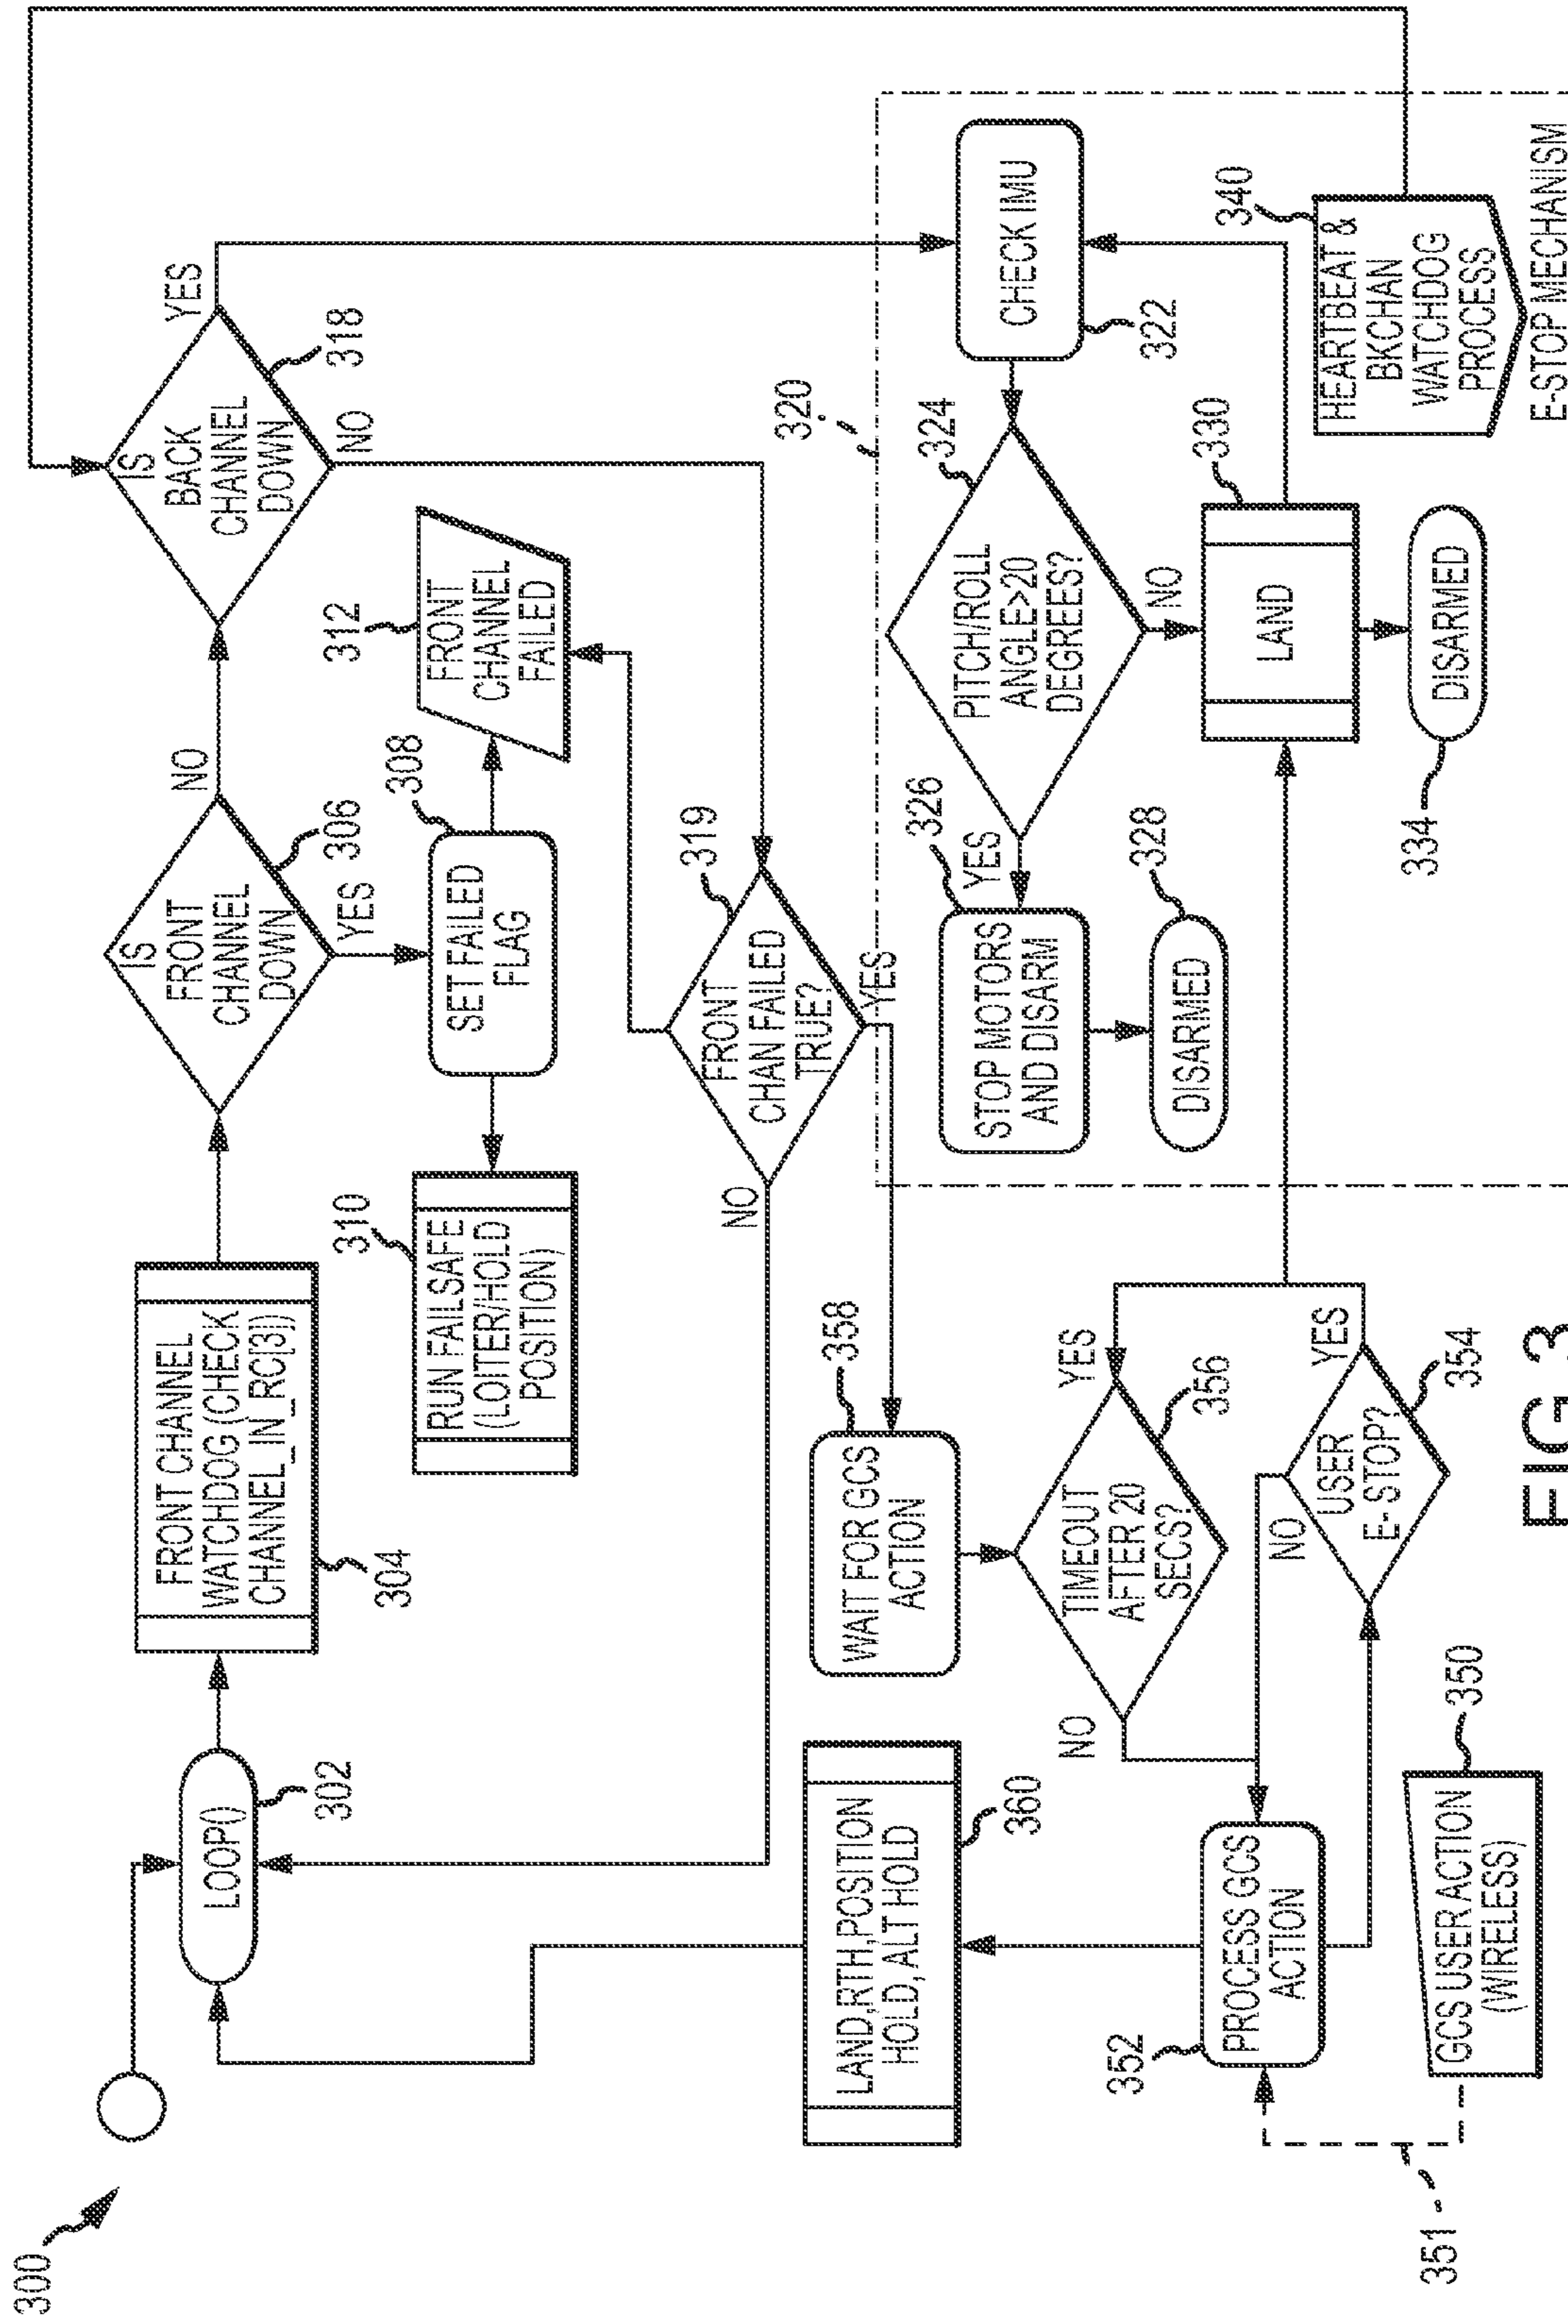 300
LOOP()
302
FRONT CHANNEL
WATCHDOG (CHECK
CHANNEL_IN_RC[3])
304
IS
FRONT
CHANNEL
DOWN
306
NO
YES
IS
BACK
CHANNEL
DOWN
318
YES
NO
SET FAILED
FLAG
308
RUN FAILSAFE
(LOITER/HOLD
POSITION)
310
FRONT
CHANNEL
FAILED
312
FRONT
CHAN FAILED
TRUE?
319
NO
YES
320
CHECK IMU
322
PITCH/ROLL
ANGLE>20
DEGREES?
324
YES
NO
STOP MOTORS
AND DISARM
326
DISARMED
328
LAND
330
DISARMED
334
HEARTBEAT &
BKCHAN
WATCHDOG
PROCESS
340
E-STOP MECHANISM
WAIT FOR GCS
ACTION
358
TIMEOUT
AFTER 20
SECS?
356
YES
NO
USER
E-STOP?
354
YES
NO
LAND,RTH,POSITION
HOLD, ALT HOLD
360
PROCESS GCS
ACTION
352
GCS USER ACTION
(WIRELESS)
350
351
FIG.3